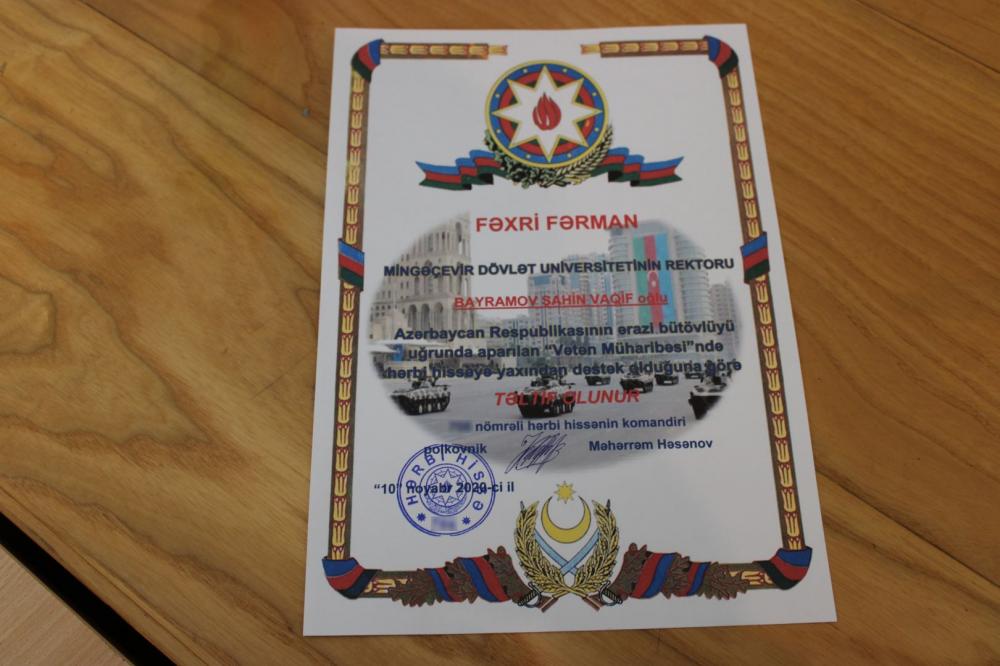 FƏXRİ FƏRMAN
MİNGƏÇEVİR DÖVLƏT UNİVERSİTETİNİN REKTORU
BAYRAMOV ŞAHİN VAQİF oğlu
Azərbaycan Respublikasının ərazi bütövlüyü
uğrunda aparılan “Vətən Müharibəsi”ndə
hərbi hissəyə yaxından dəstək olduğuna görə
TƏLTİF OLUNUR
nömrəli hərbi hissənin komandiri
polkovnik Məhərrəm Həsənov
“10” noyabr 2020-ci il
HƏRBİ HİSSƏ